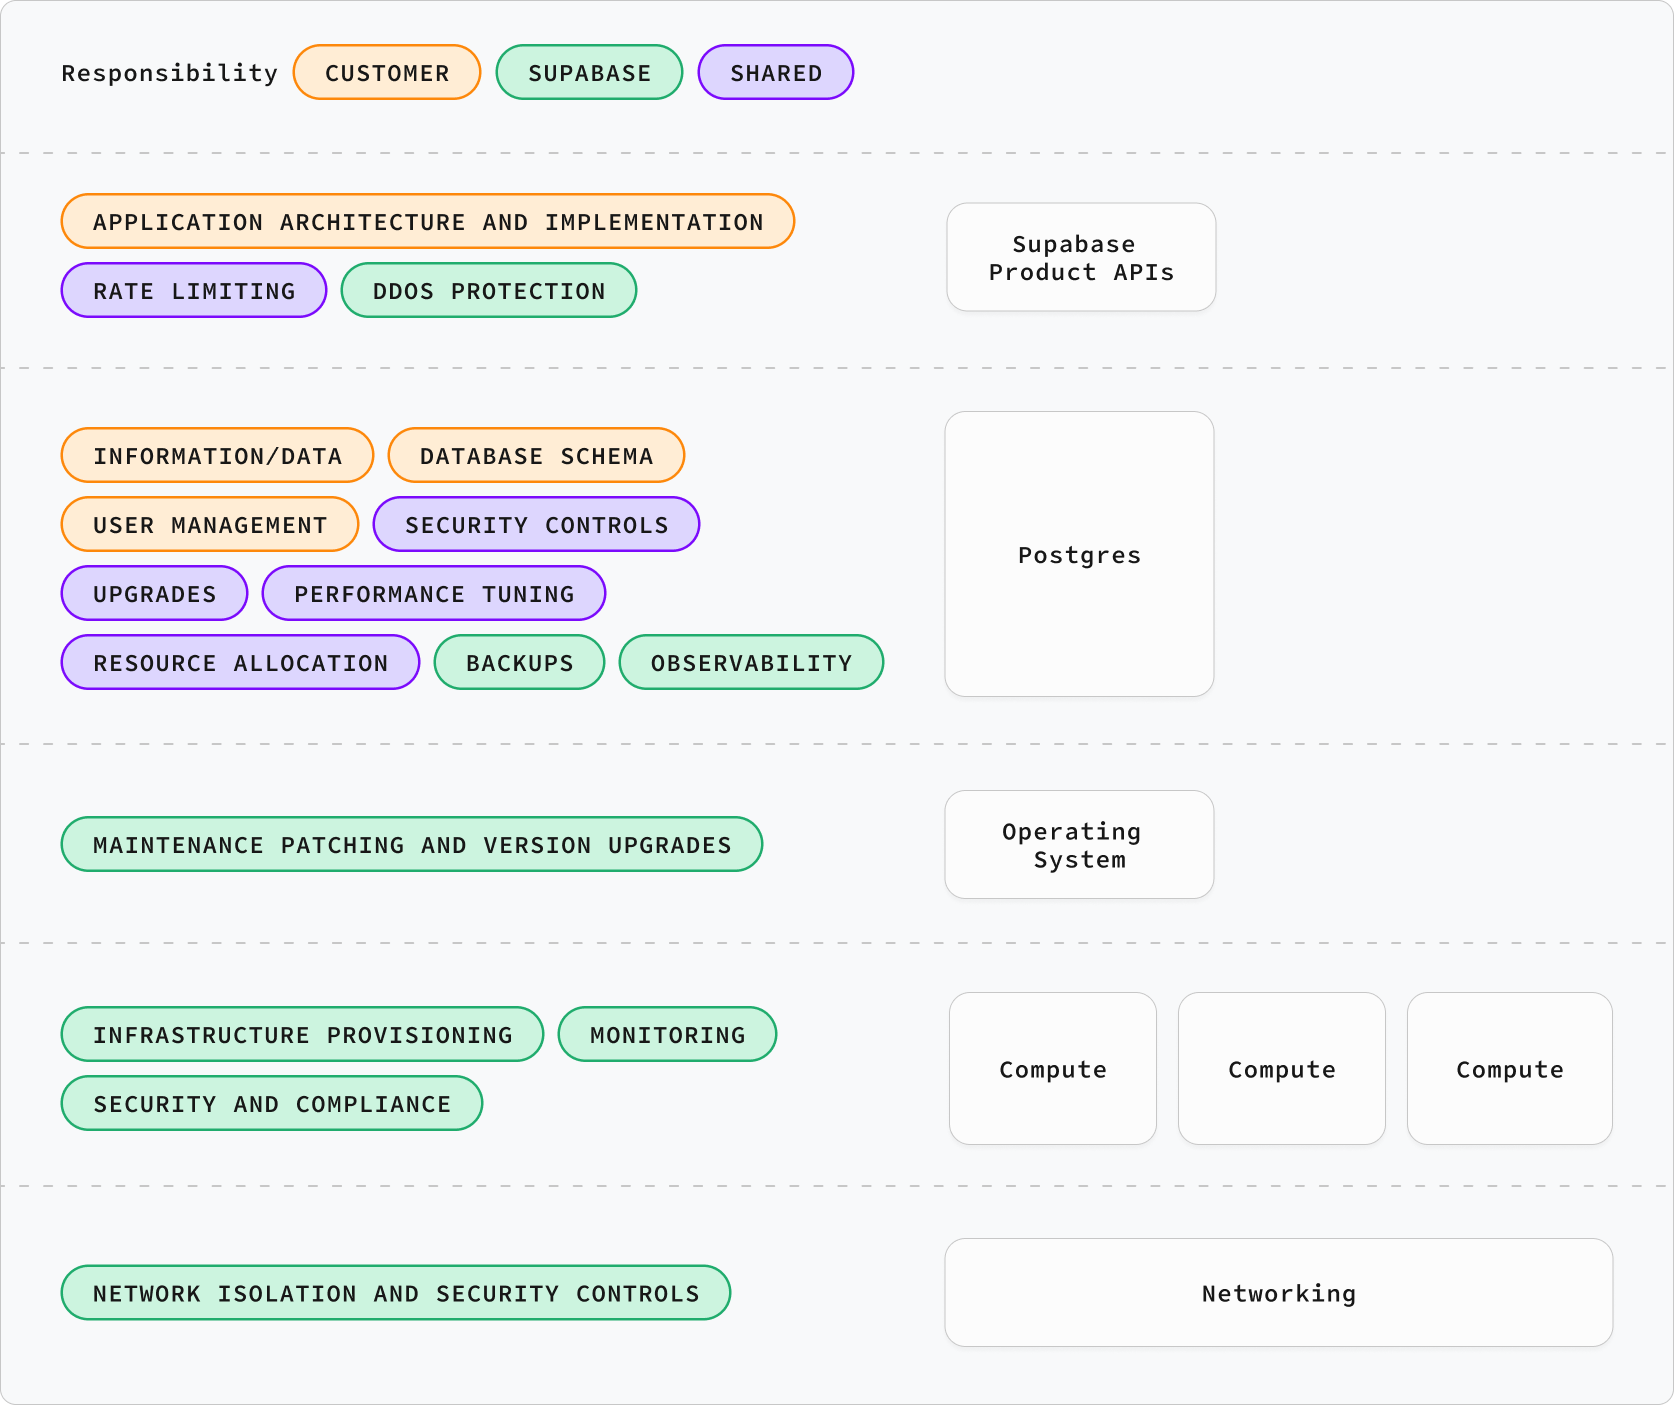 Responsibility CUSTOMER SUPABASE SHARED
APPLICATION ARCHITECTURE AND IMPLEMENTATION
RATE LIMITING DDOS PROTECTION
Supabase
Product APIs
INFORMATION/DATA DATABASE SCHEMA
USER MANAGEMENT SECURITY CONTROLS
UPGRADES PERFORMANCE TUNING
RESOURCE ALLOCATION BACKUPS OBSERVABILITY
Postgres
MAINTENANCE PATCHING AND VERSION UPGRADES
Operating
System
INFRASTRUCTURE PROVISIONING MONITORING
SECURITY AND COMPLIANCE
Compute Compute Compute
NETWORK ISOLATION AND SECURITY CONTROLS
Networking